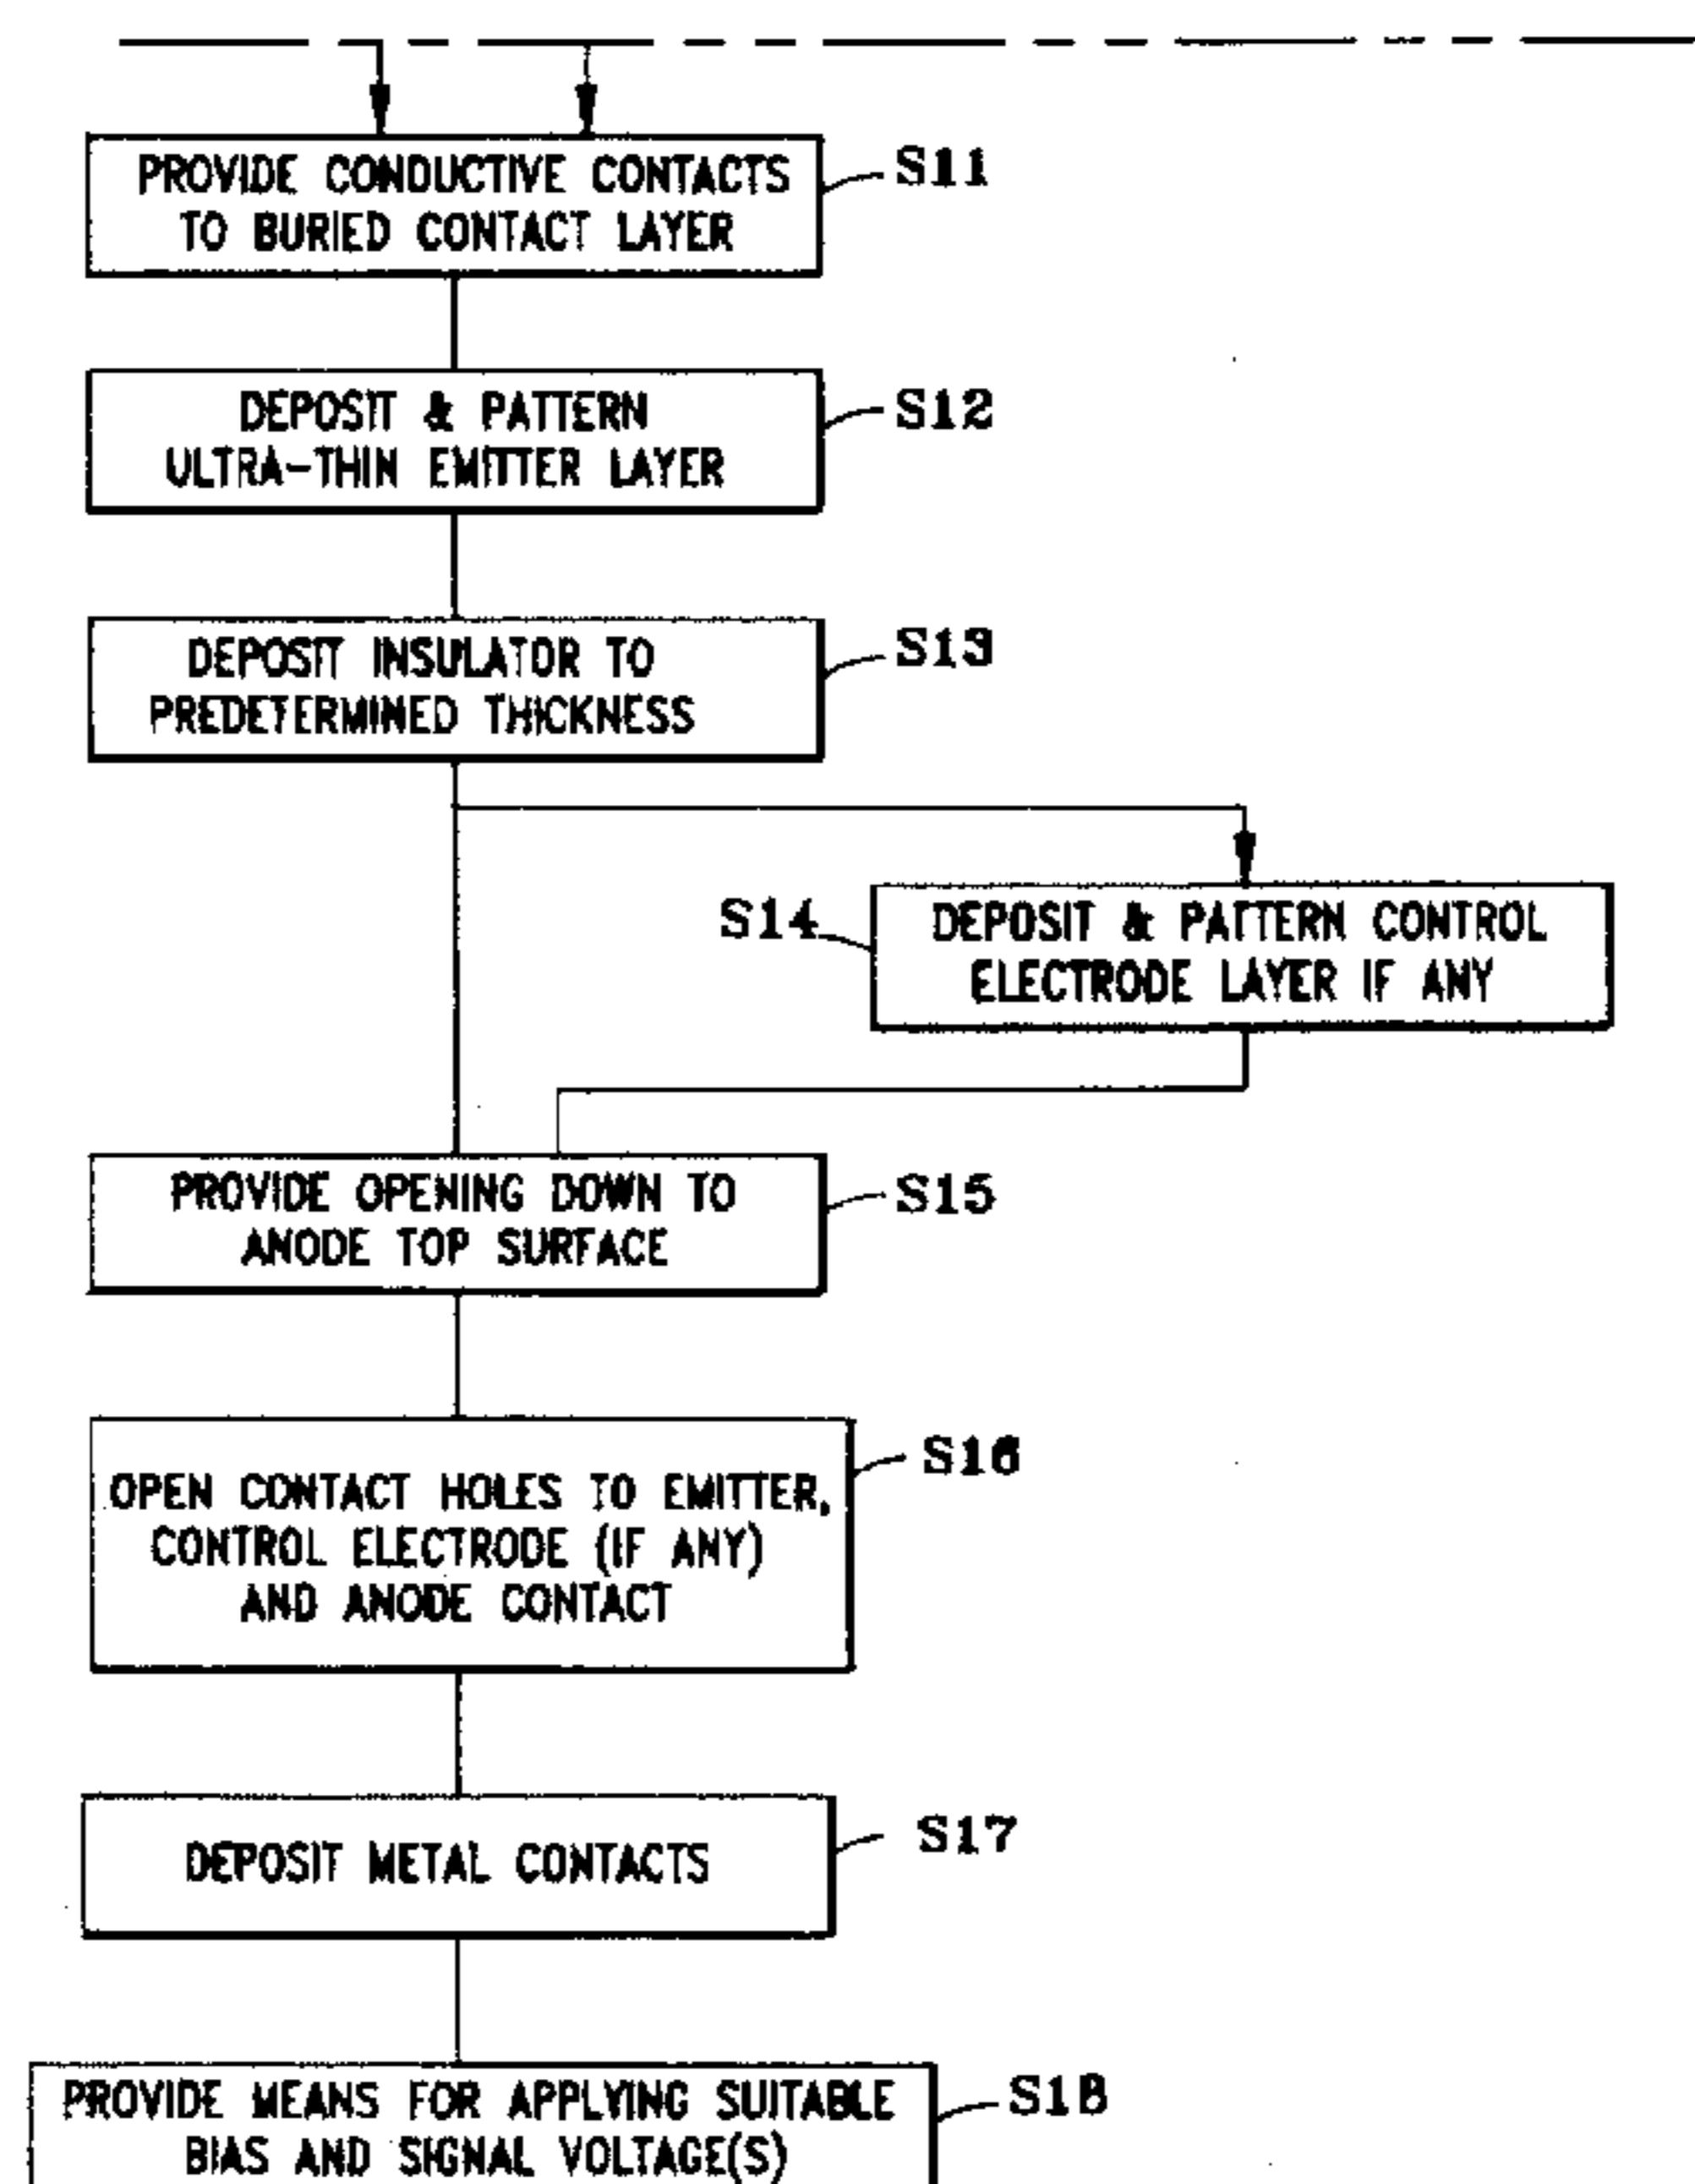 PROVIDE CONDUCTIVE CONTACTS
TO BURIED CONTACT LAYER
S11
DEPOSIT & PATTERN
ULTRA-THIN EMITTER LAYER
S12
DEPOSIT INSULATOR TO
PREDETERMINED THICKNESS
S13
S14
DEPOSIT & PATTERN CONTROL
ELECTRODE LAYER IF ANY
PROVIDE OPENING DOWN TO
ANODE TOP SURFACE
S15
OPEN CONTACT HOLES TO EMITTER,
CONTROL ELECTRODE (IF ANY)
AND ANODE CONTACT
S16
DEPOSIT METAL CONTACTS
S17
PROVIDE MEANS FOR APPLYING SUITABLE
BIAS AND SIGNAL VOLTAGE(S)
S18